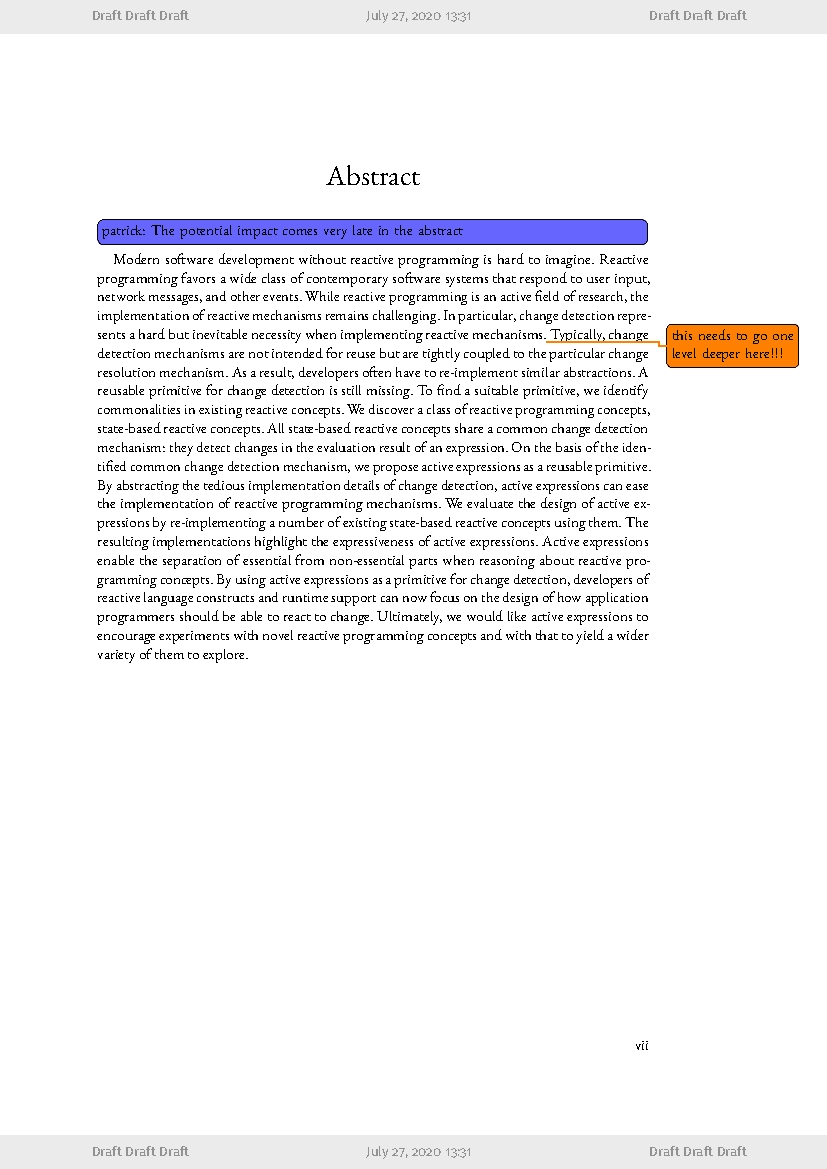 Draft Draft Draft July 27, 2020 13:31 Draft Draft Draft
Abstract
patrick: The potential impact comes very late in the abstract
Modern software development without reactive programming is hard to imagine. Reactive
programming favors a wide class of contemporary software systems that respond to user input,
network messages, and other events. While reactive programming is an active field of research, the
implementation of reactive mechanisms remains challenging. In particular, change detection repre-
sents a hard but inevitable necessity when implementing reactive mechanisms. Typically, change
this needs to go one
level deeper here!!!
detection mechanisms are not intended for reuse but are tightly coupled to the particular change
resolution mechanism. As a result, developers often have to re-implement similar abstractions. A
reusable primitive for change detection is still missing. To find a suitable primitive, we identify
commonalities in existing reactive concepts. We discover a class of reactive programming concepts,
state-based reactive concepts. All state-based reactive concepts share a common change detection
mechanism: they detect changes in the evaluation result of an expression. On the basis of the iden-
tified common change detection mechanism, we propose active expressions as a reusable primitive.
By abstracting the tedious implementation details of change detection, active expressions can ease
the implementation of reactive programming mechanisms. We evaluate the design of active ex-
pressions by re-implementing a number of existing state-based reactive concepts using them. The
resulting implementations highlight the expressiveness of active expressions. Active expressions
enable the separation of essential from non-essential parts when reasoning about reactive pro-
gramming concepts. By using active expressions as a primitive for change detection, developers of
reactive language constructs and runtime support can now focus on the design of how application
programmers should be able to react to change. Ultimately, we would like active expressions to
encourage experiments with novel reactive programming concepts and with that to yield a wider
variety of them to explore.
vii
Draft Draft Draft July 27, 2020 13:31 Draft Draft Draft